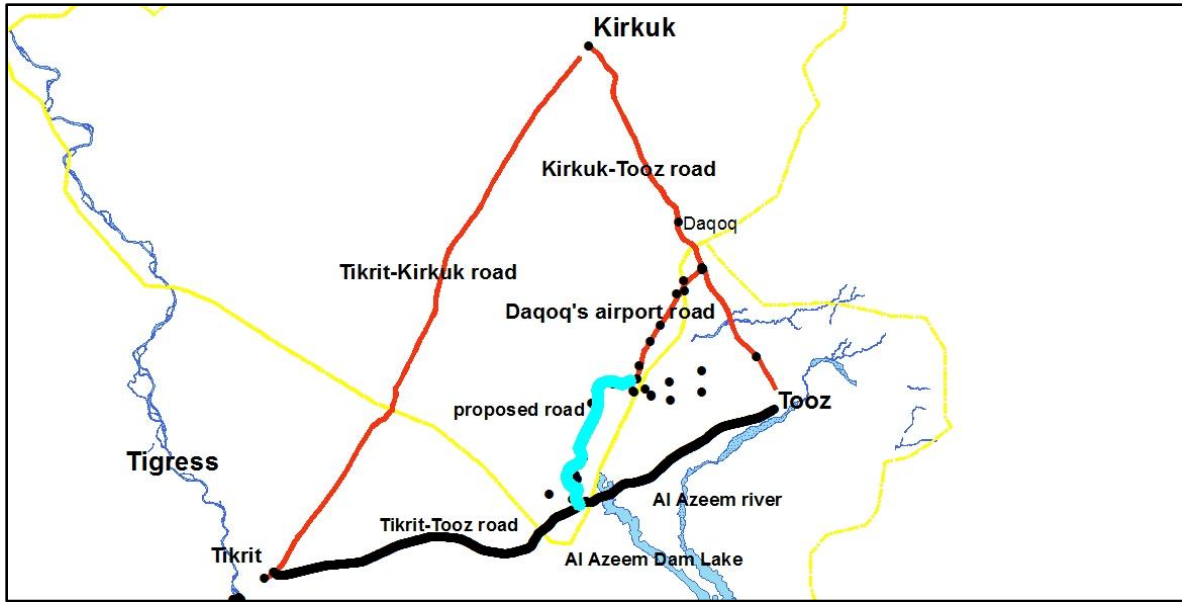 Kirkuk
Kirkuk-Tooz road
Daqoq
Tikrit-Kirkuk road
Daqoq's airport road
Tooz
proposed road
Tigress
Al Azeem river
Tikrit-Tooz road
Tikrit
Al Azeem Dam Lake